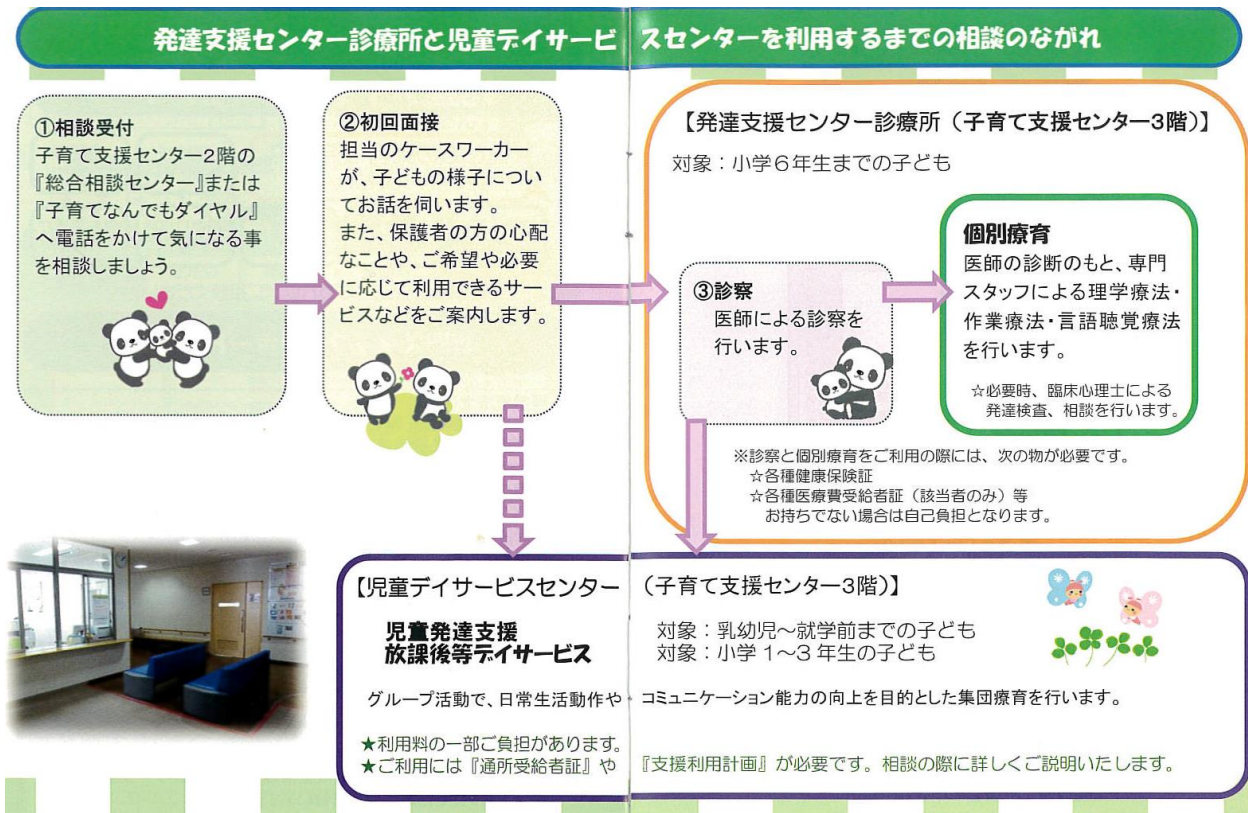 発達支援センター診療所と児童デイサービスセンターを利用するまでの相談のながれ
①相談受付
子育て支援センター2階の
『総合相談センター』または
『子育てなんでもダイヤル』
へ電話をかけて気になる事
を相談しましょう。
②初回面接
担当のケースワーカー
が、子どもの様子につい
てお話を伺います。
また、保護者の方の心配
なことや、ご希望や必要
に応じて利用できるサー
ビスなどをご案内します。
【発達支援センター診療所（子育て支援センター3階）】
対象：小学6年生までの子ども
③診察
医師による診察を
行います。
個別療育
医師の診断のもと、専門
スタッフによる理学療法・
作業療法・言語聴覚療法
を行います。
☆必要時、臨床心理士による
発達検査、相談を行います。
※診察と個別療育をご利用の際には、次の物が必要です。
☆各種健康保険証
☆各種医療費受給者証（該当者のみ）等
お持ちでない場合は自己負担となります。
【児童デイサービスセンター（子育て支援センター3階）】
児童発達支援　対象：乳幼児～就学前までの子ども
放課後等デイサービス　対象：小学1～3年生の子ども
グループ活動で、日常生活動作やコミュニケーション能力の向上を目的とした集団療育を行います。
★利用料の一部ご負担があります。
★ご利用には『通所受給者証』や『支援利用計画』が必要です。相談の際に詳しくご説明いたします。